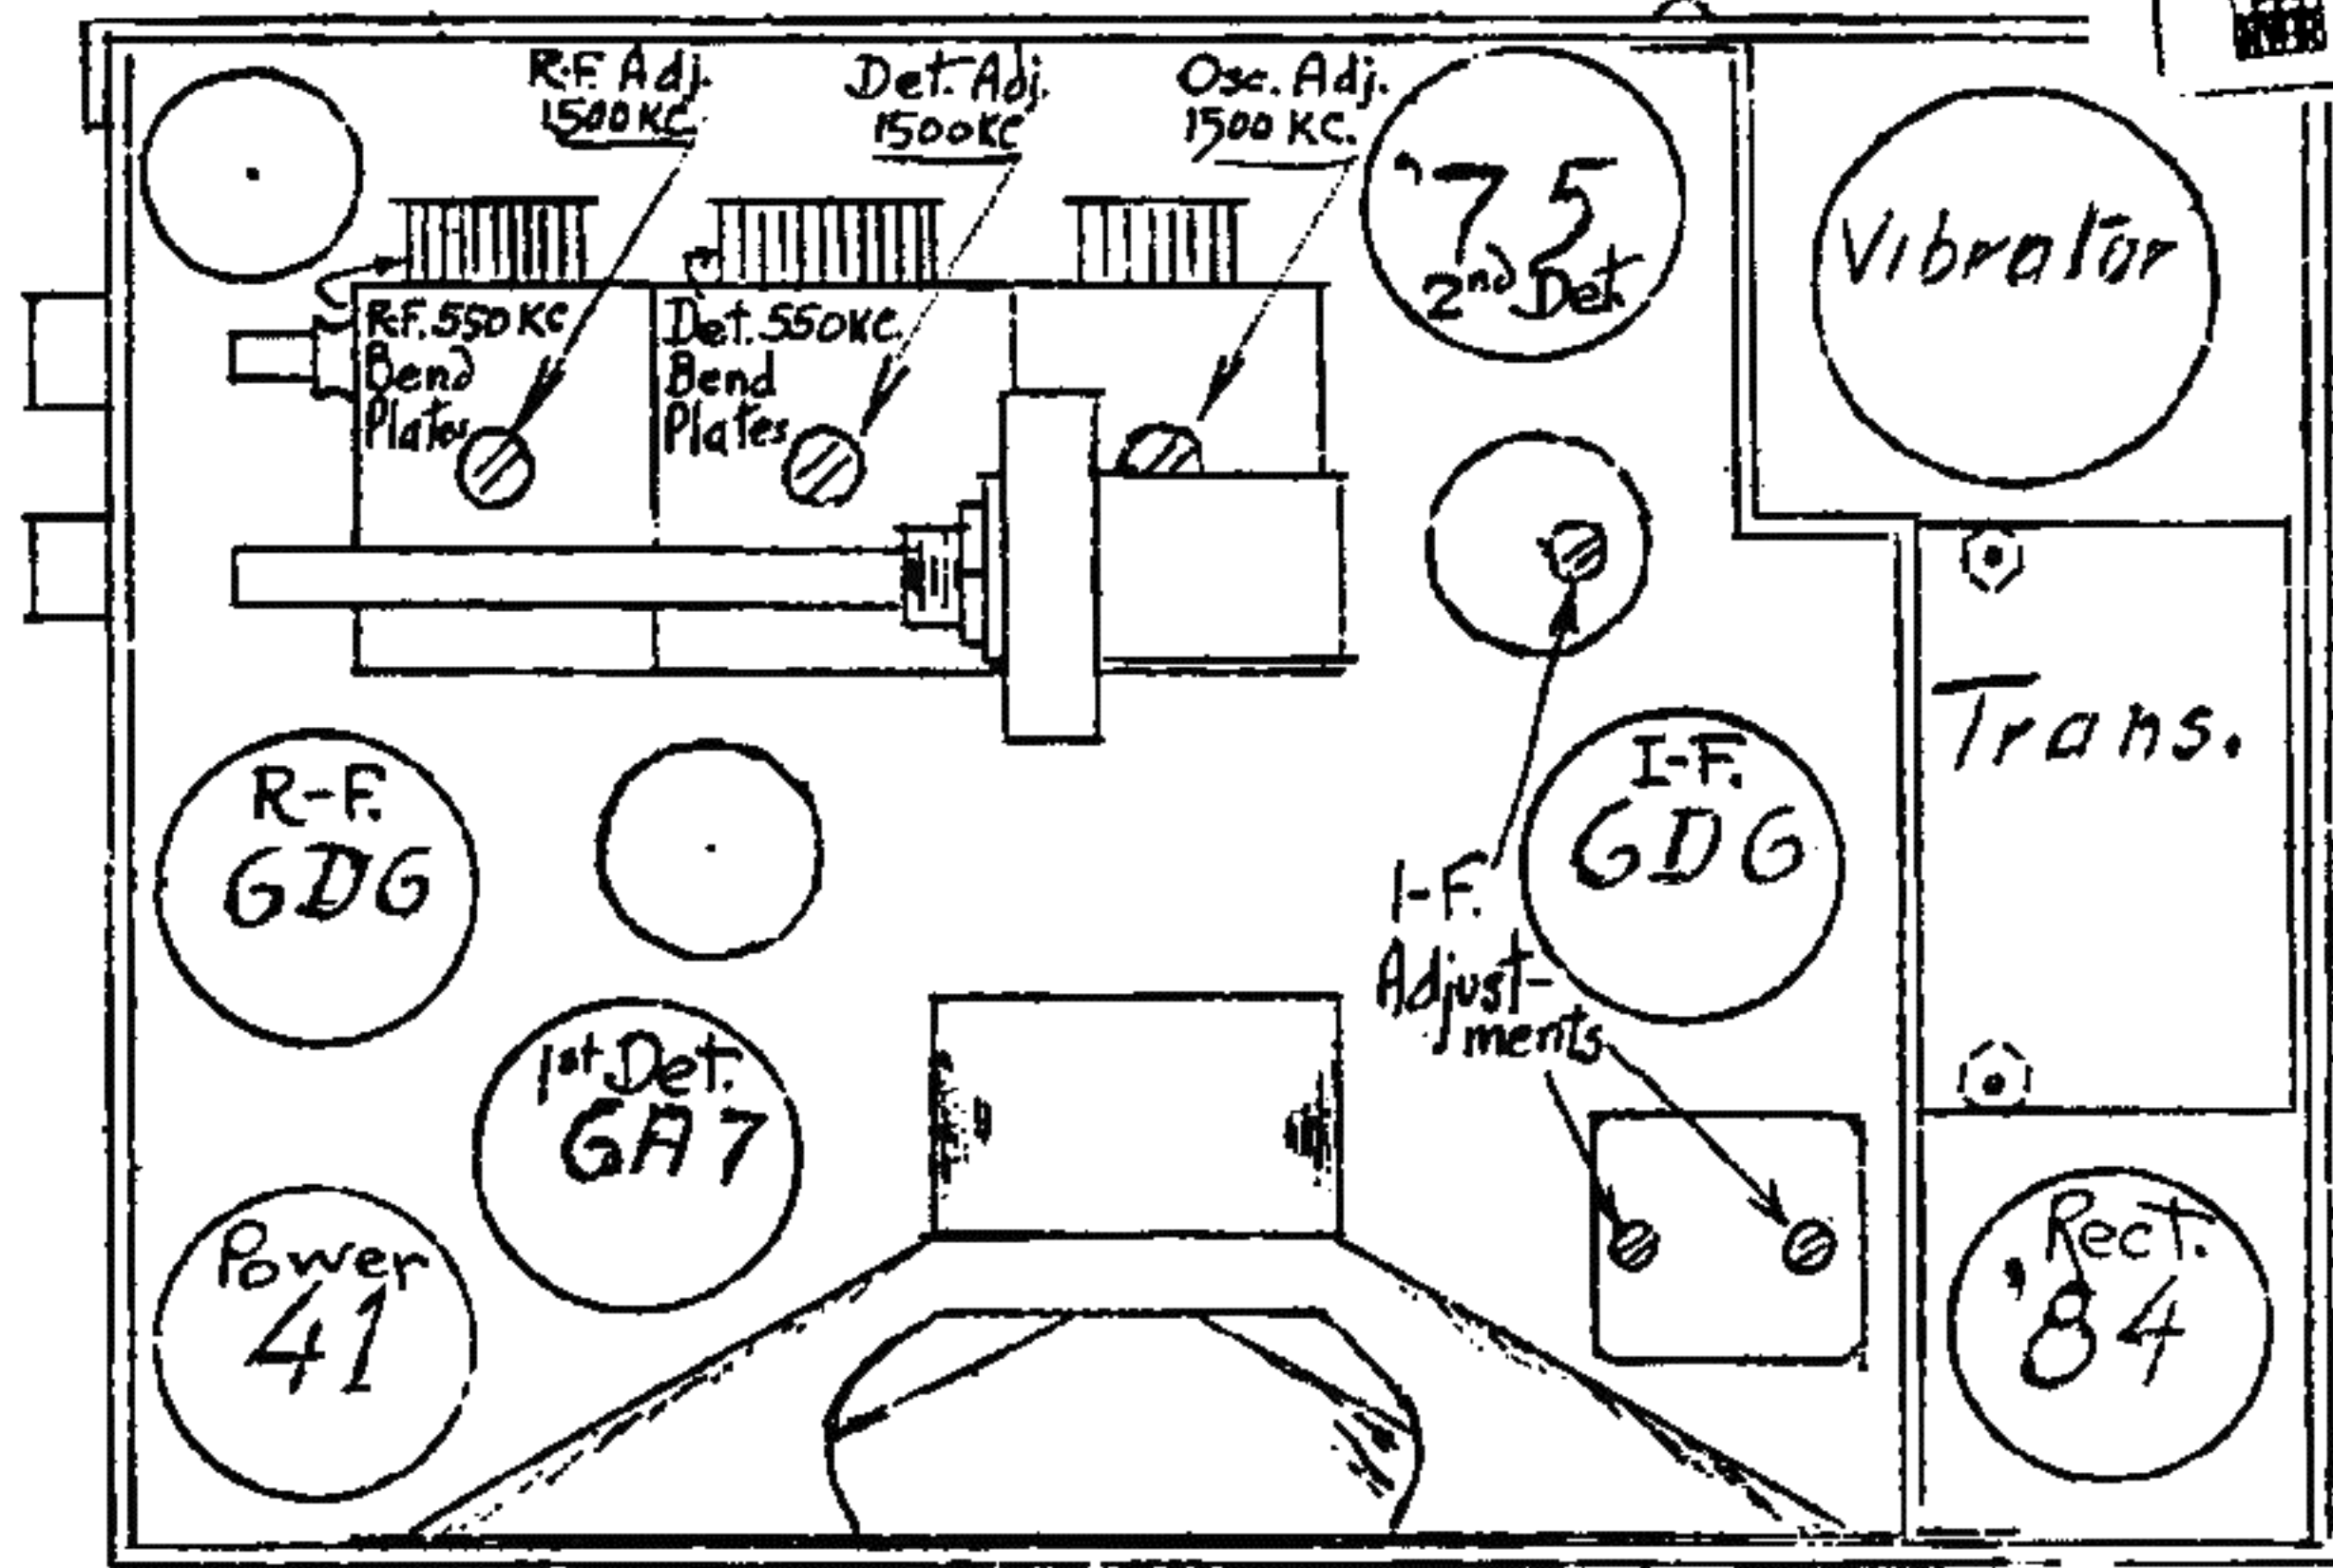 R.F. Adj.
1500 KC.
Det. Adj.
1500 KC
Osc. Adj.
1500 KC.
'75
2nd Det
Vibrator
R.F. 550 KC
Bend
Plates
Det. 550 KC.
Bend
Plates
Trans.
R-F.
6D6
I-F.
6D6
I-F.
Adjust-
ments
1st Det.
6A7
Power
41
Rect.
'84